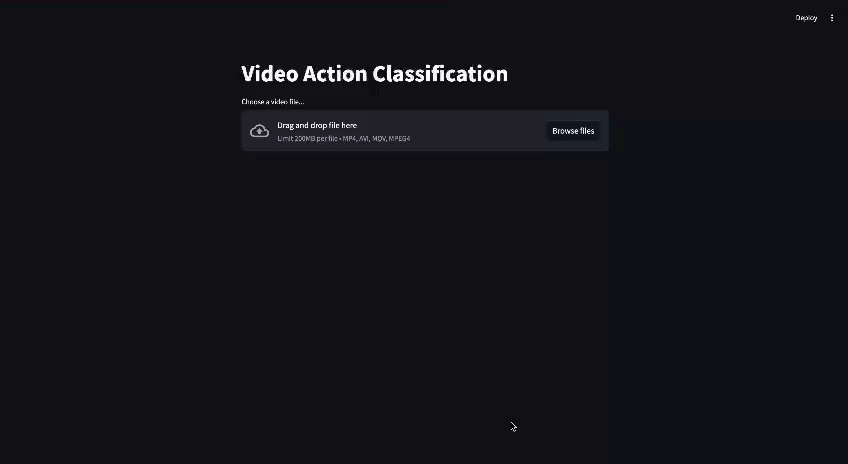 Deploy
Video Action Classification
Choose a video file...
Drag and drop file here
Limit 200MB per file • MP4, AVI, MOV, MPEG4
Browse files